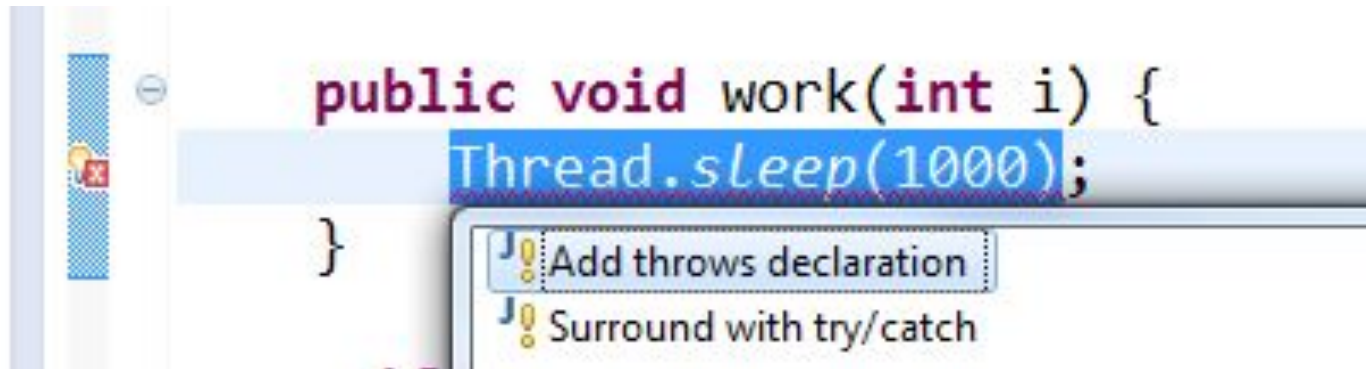 public void work(int i) {
Thread.sleep(1000);
}
Add throws declaration
Surround with try/catch